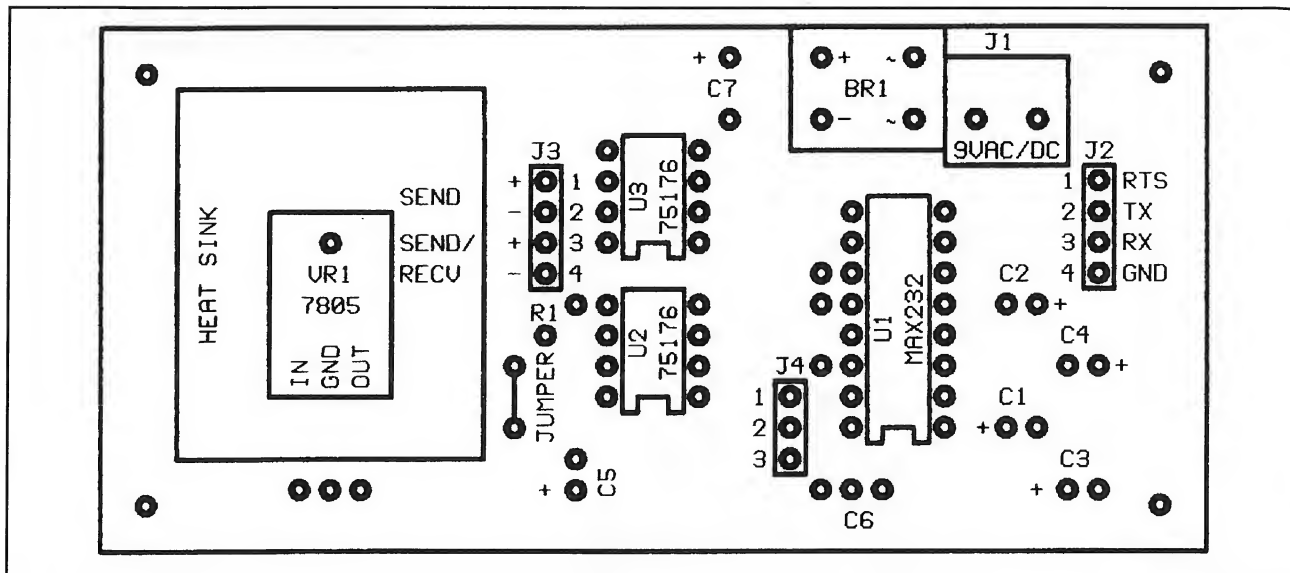 J1
+ ~
+
C7
BR1
- ~
9VAC/DC
J2
J3
1 RTS
2 TX
3 RX
4 GND
+ 1
- 2
+ 3
- 4
U3
75176
SEND
SEND/
RECV
HEAT SINK
VR1
7805
IN
GND
OUT
R1
U2
75176
JUMPER
U1
MAX232
C2
+
C4
+
J4
1
2
3
C1
+
C3
+
C5
+
C6